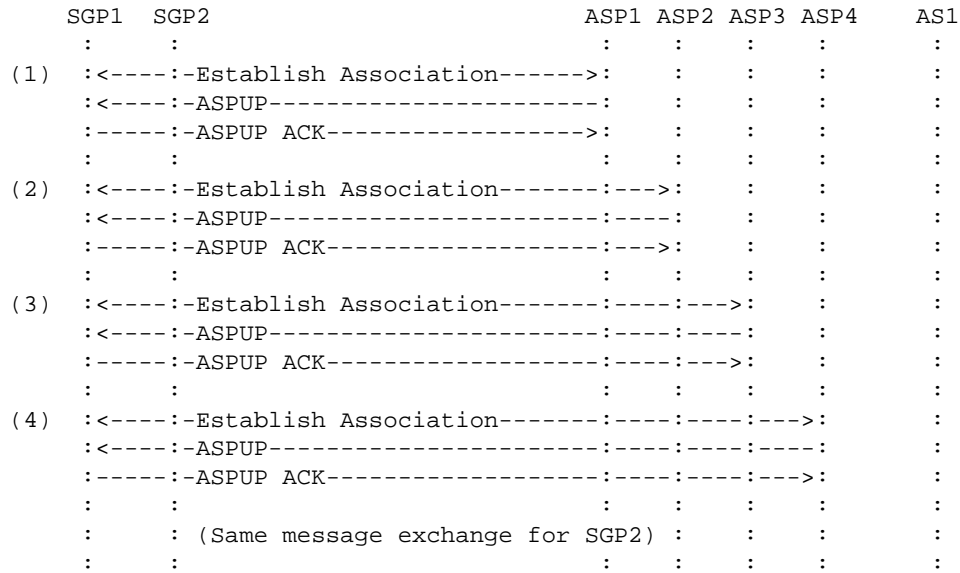 SGP1  SGP2                          ASP1 ASP2 ASP3 ASP4    AS1
      :     :                             :    :    :    :       :
(1)   :<----:-Establish Association------>:    :    :    :       :
      :<----:-ASPUP-----------------------:    :    :    :       :
      :-----:-ASPUP ACK------------------>:    :    :    :       :
      :     :                             :    :    :    :       :
(2)   :<----:-Establish Association-------:--->:    :    :       :
      :<----:-ASPUP-----------------------:----:    :    :       :
      :-----:-ASPUP ACK-------------------:--->:    :    :       :
      :     :                             :    :    :    :       :
(3)   :<----:-Establish Association-------:----:--->:    :       :
      :<----:-ASPUP-----------------------:----:----:    :       :
      :-----:-ASPUP ACK-------------------:----:--->:    :       :
      :     :                             :    :    :    :       :
(4)   :<----:-Establish Association-------:----:----:--->:       :
      :<----:-ASPUP-----------------------:----:----:----:       :
      :-----:-ASPUP ACK-------------------:----:----:--->:       :
      :     :                             :    :    :    :       :
      :     : (Same message exchange for SGP2) :    :    :       :
      :     :                             :    :    :    :       :